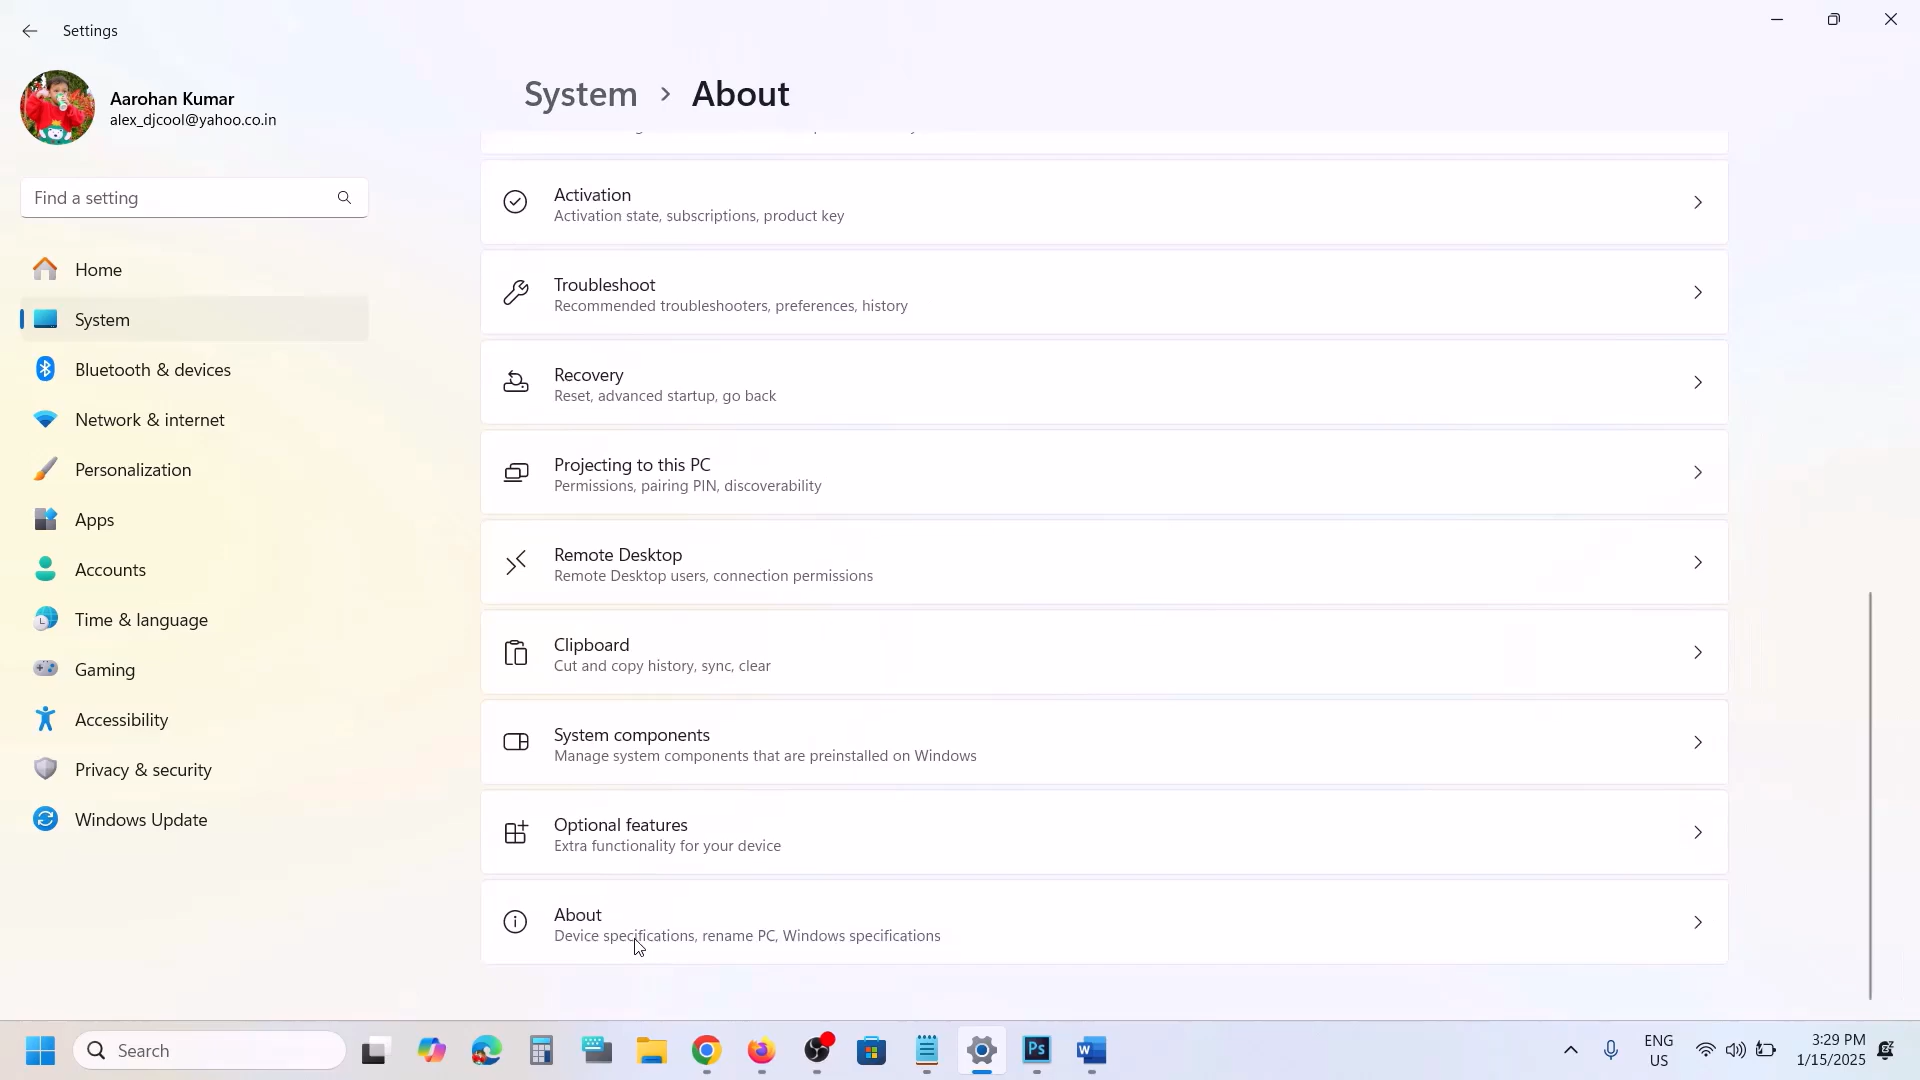 Settings
Aarohan Kumar
alex_djcool@yahoo.co.in
Find a setting
Home
System
Bluetooth & devices
Network & internet
Personalization
Apps
Accounts
Time & language
Gaming
Accessibility
Privacy & security
Windows Update
System > About
Activation
Activation state, subscriptions, product key
Troubleshoot
Recommended troubleshooters, preferences, history
Recovery
Reset, advanced startup, go back
Projecting to this PC
Permissions, pairing PIN, discoverability
Remote Desktop
Remote Desktop users, connection permissions
Clipboard
Cut and copy history, sync, clear
System components
Manage system components that are preinstalled on Windows
Optional features
Extra functionality for your device
About
Device specifications, rename PC, Windows specifications
Search
Ps
W
ENG
US
3:29 PM
1/15/2025